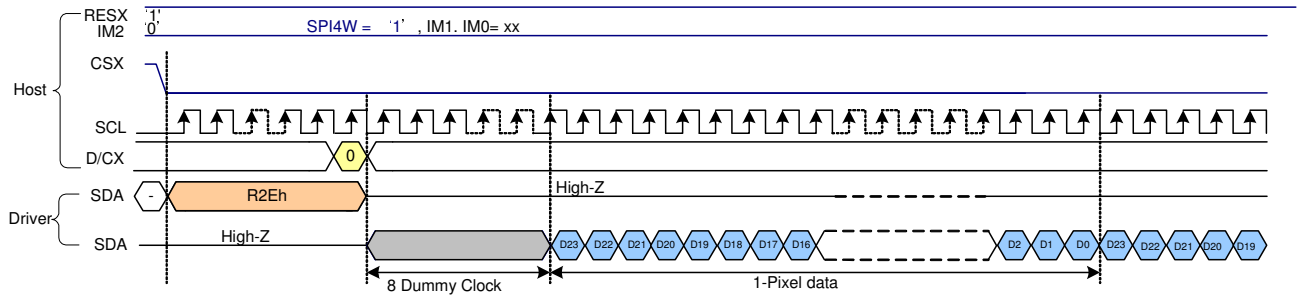 RESX '1'
IM2 '0' SPI4W = '1' , IM1. IM0= xx
CSX
Host
SCL
D/CX 0
SDA - R2Eh High-Z
Driver
SDA High-Z D23 D22 D21 D20 D19 D18 D17 D16 D2 D1 D0 D23 D22 D21 D20 D19
8 Dummy Clock 1-Pixel data